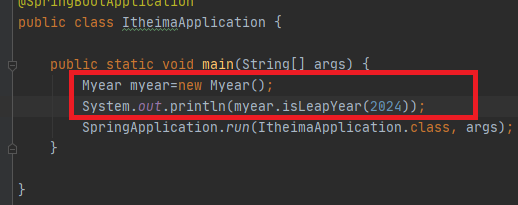 @SpringBootApplication
public class ItheimaApplication {
public static void main(String[] args) {
Myear myear=new Myear();
System.out.println(myear.isLeapYear(2024));
SpringApplication.run(ItheimaApplication.class, args);
}
}